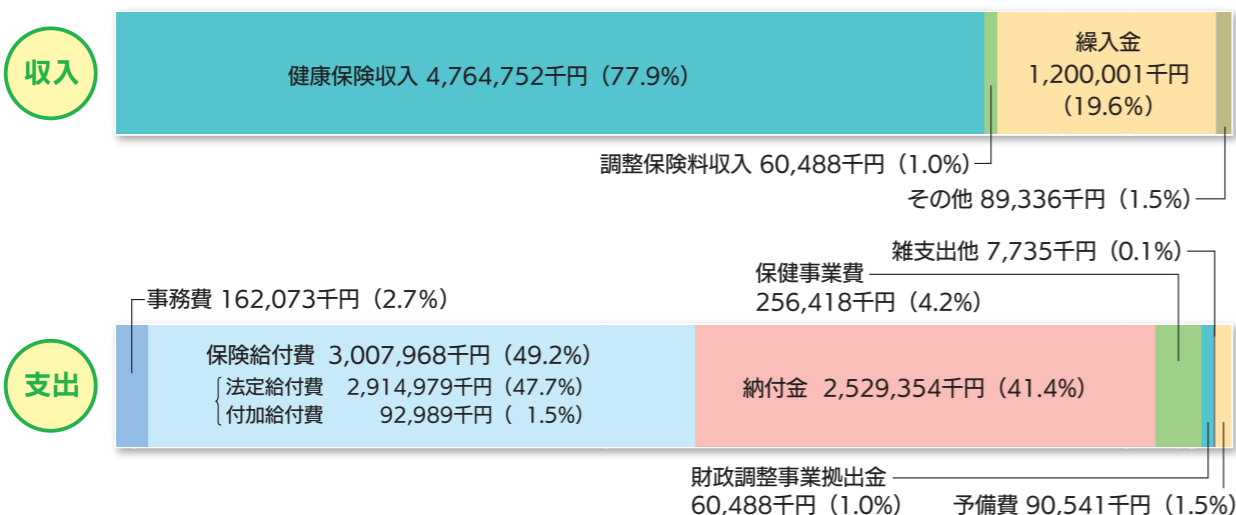 収入
健康保険収入 4,764,752千円（77.9%）
繰入金
1,200,001千円
（19.6%）
調整保険料収入 60,488千円（1.0%）
その他 89,336千円（1.5%）
支出
雑支出他 7,735千円（0.1%）
保健事業費
256,418千円（4.2%）
事務費 162,073千円（2.7%）
保険給付費 3,007,968千円（49.2%）
法定給付費 2,914,979千円（47.7%）
付加給付費 92,989千円（ 1.5%）
納付金 2,529,354千円（41.4%）
財政調整事業拠出金
60,488千円（1.0%）
予備費 90,541千円（1.5%）